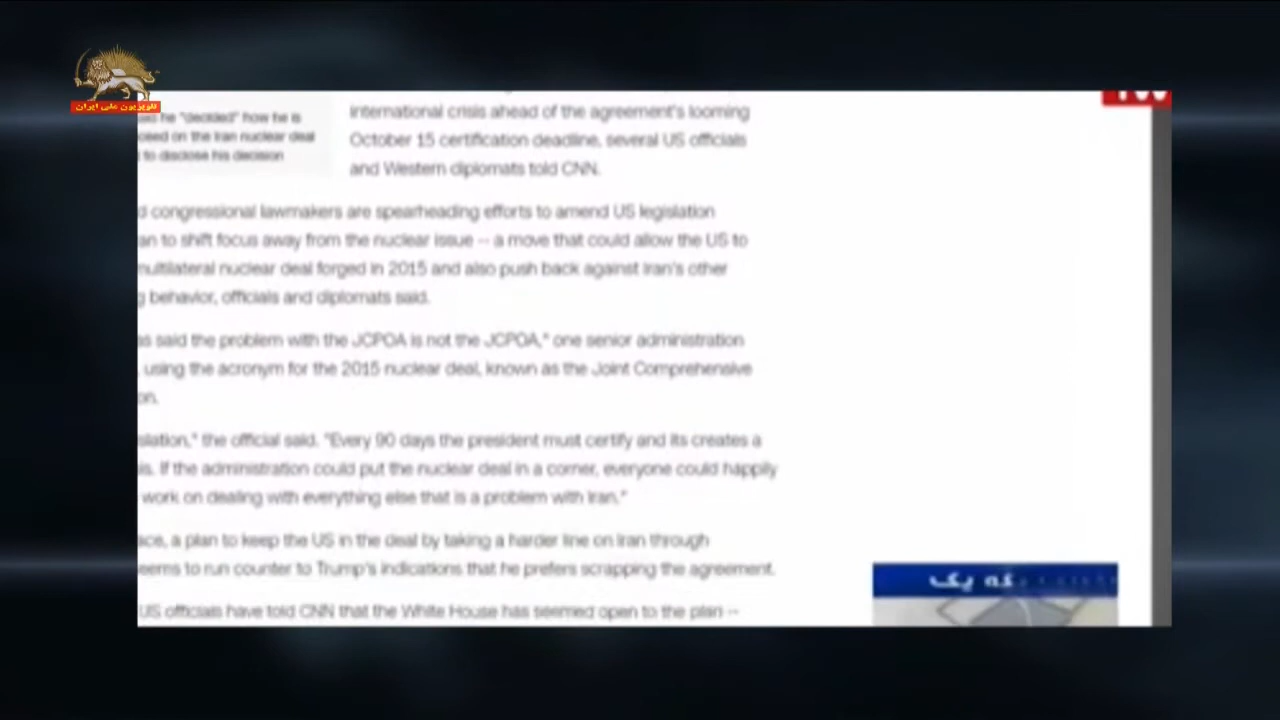 تلویزیون ملی ایران
he "decided" how he is
on the Iran nuclear deal
to disclose his decision
international crisis ahead of the agreement's looming
October 15 certification deadline, several US officials
and Western diplomats told CNN.
d congressional lawmakers are spearheading efforts to amend US legislation
an to shift focus away from the nuclear issue -- a move that could allow the US to
multilateral nuclear deal forged in 2015 and also push back against Iran's other
g behavior, officials and diplomats said.
as said the problem with the JCPOA is not the JCPOA," one senior administration
, using the acronym for the 2015 nuclear deal, known as the Joint Comprehensive
on.
slation," the official said. "Every 90 days the president must certify and its creates a
is. If the administration could put the nuclear deal in a corner, everyone could happily
work on dealing with everything else that is a problem with Iran."
ace, a plan to keep the US in the deal by taking a harder line on Iran through
eems to run counter to Trump's indications that he prefers scrapping the agreement.
US officials have told CNN that the White House has seemed open to the plan --
که یک